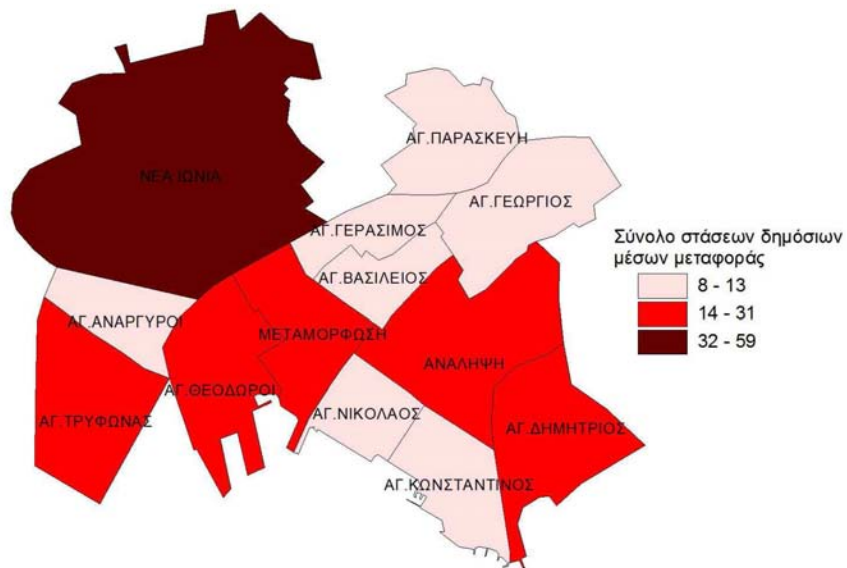 ΑΓ.ΠΑΡΑΣΚΕΥΗ
ΝΕΑ ΙΩΝΙΑ
ΑΓ.ΓΕΩΡΓΙΟΣ
ΑΓ.ΓΕΡΑΣΙΜΟΣ
ΑΓ.ΒΑΣΙΛΕΙΟΣ
ΑΓ.ΑΝΑΡΓΥΡΟΙ
ΜΕΤΑΜΟΡΦΩΣΗ
ΑΝΑΛΗΨΗ
ΑΓ.ΘΕΟΔΩΡΟΙ
ΑΓ.ΝΙΚΟΛΑΟΣ
ΑΓ.ΤΡΥΦΩΝΑΣ
ΑΓ.ΔΗΜΗΤΡΙΟΣ
ΑΓ.ΚΩΝΣΤΑΝΤΙΝΟΣ
Σύνολο στάσεων δημόσιων
μέσων μεταφοράς
8 - 13
14 - 31
32 - 59